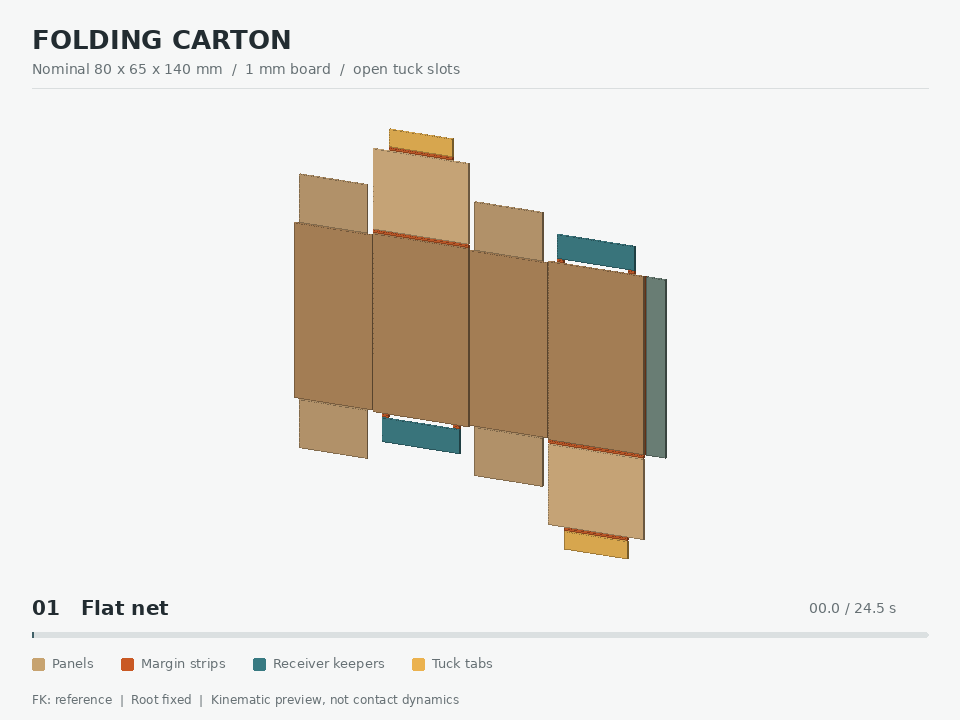 FOLDING CARTON
Nominal 80 x 65 x 140 mm / 1 mm board / open tuck slots
01 Flat net
00.0 / 24.5 s
Panels
Margin strips
Receiver keepers
Tuck tabs
FK: reference | Root fixed | Kinematic preview, not contact dynamics